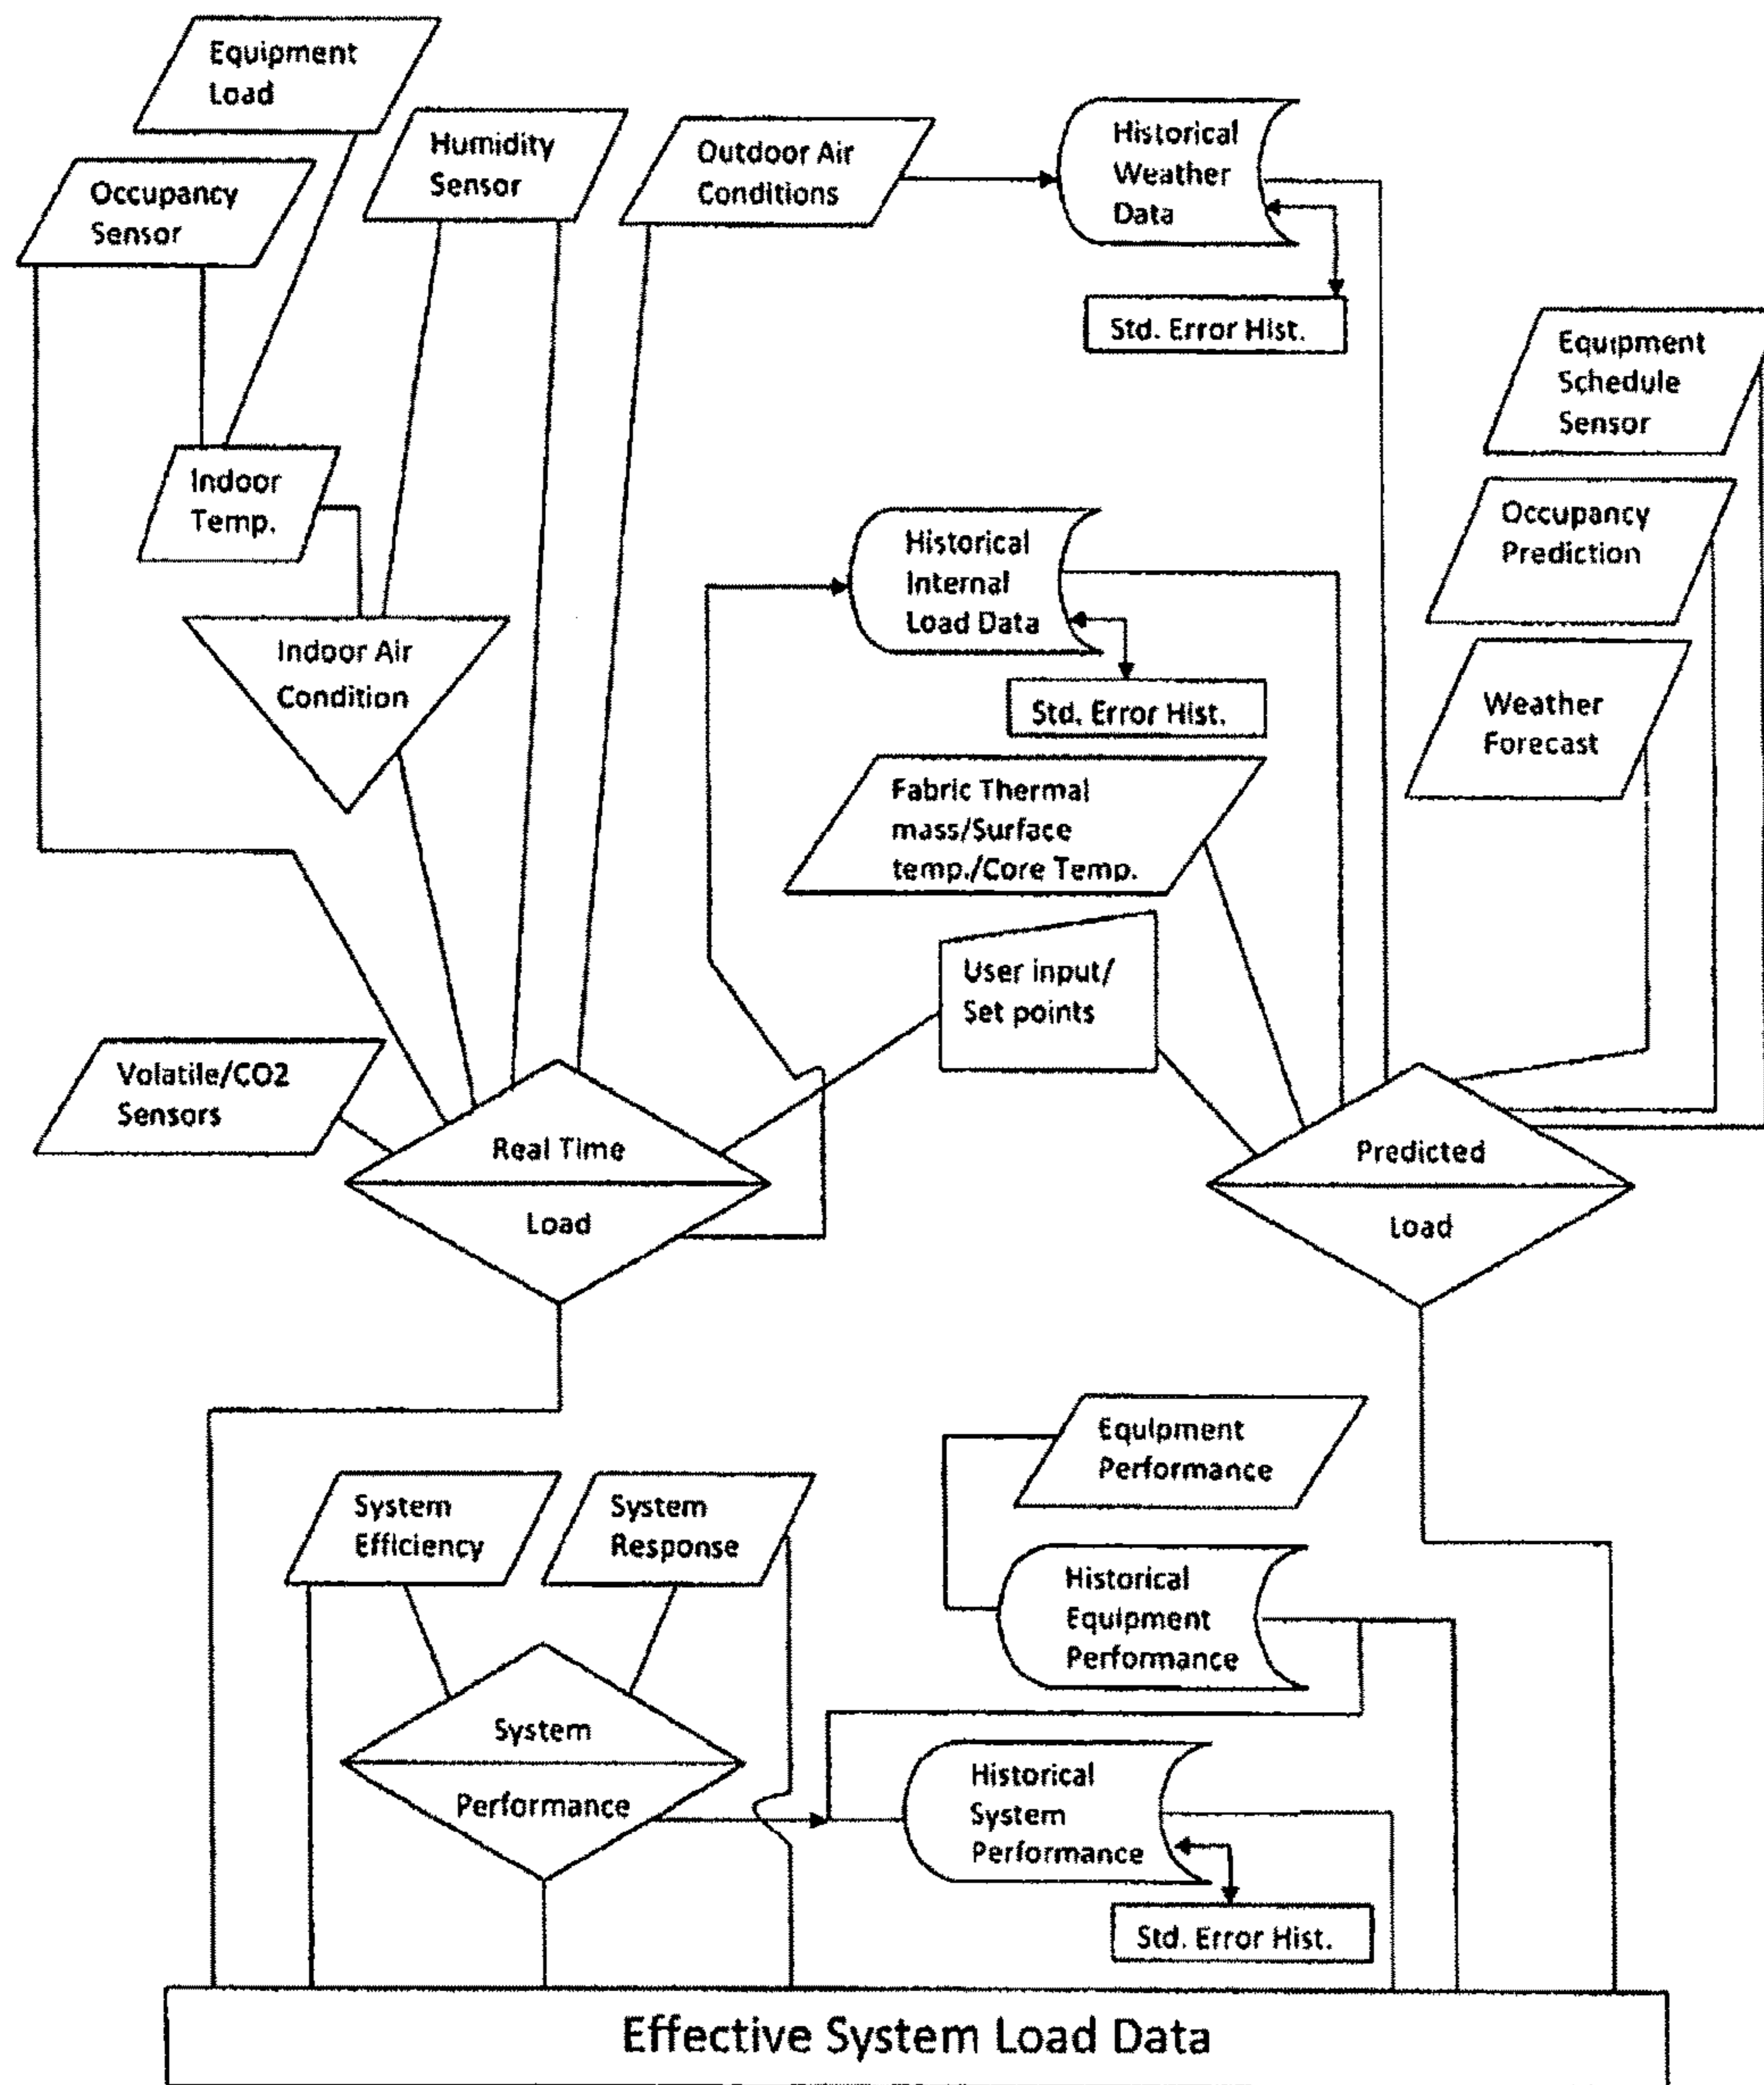 Equipment
Load
Humidity
Sensor
Outdoor Air
Conditions
Historical
Weather
Data
Occupancy
Sensor
Std. Error Hist.
Equipment
Schedule
Sensor
Indoor
Temp.
Occupancy
Prediction
Historical
Internal
Load Data
Indoor Air
Condition
Std. Error Hist.
Weather
Forecast
Fabric Thermal
mass/Surface
temp./Core Temp.
User input/
Set points
Volatile/CO2
Sensors
Real Time
Load
Predicted
Load
Equipment
Performance
System
Efficiency
System
Response
Historical
Equipment
Performance
System
Performance
Historical
System
Performance
Std. Error Hist.
Effective System Load Data